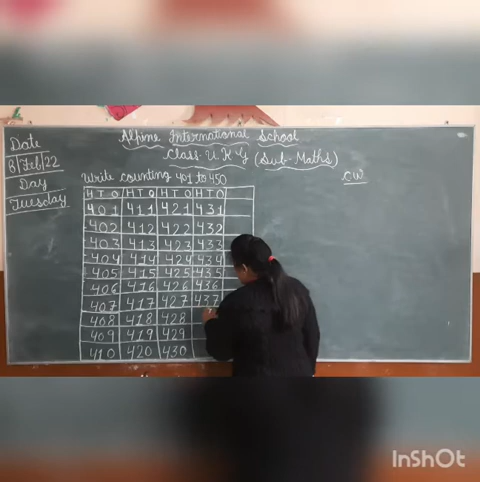 Alpine International School
Date
Class- U.K.G (Sub- Maths)
8/Feb/22
Write counting 401 to 450
C.W
Day
Tuesday
H T O H T O H T O H T O
401 411 421 431
402 412 422 432
403 413 423 433
404 414 424 434
405 415 425 435
406 416 426 436
407 417 427 437
408 418 428
409 419 429
410 420 430
InShOt